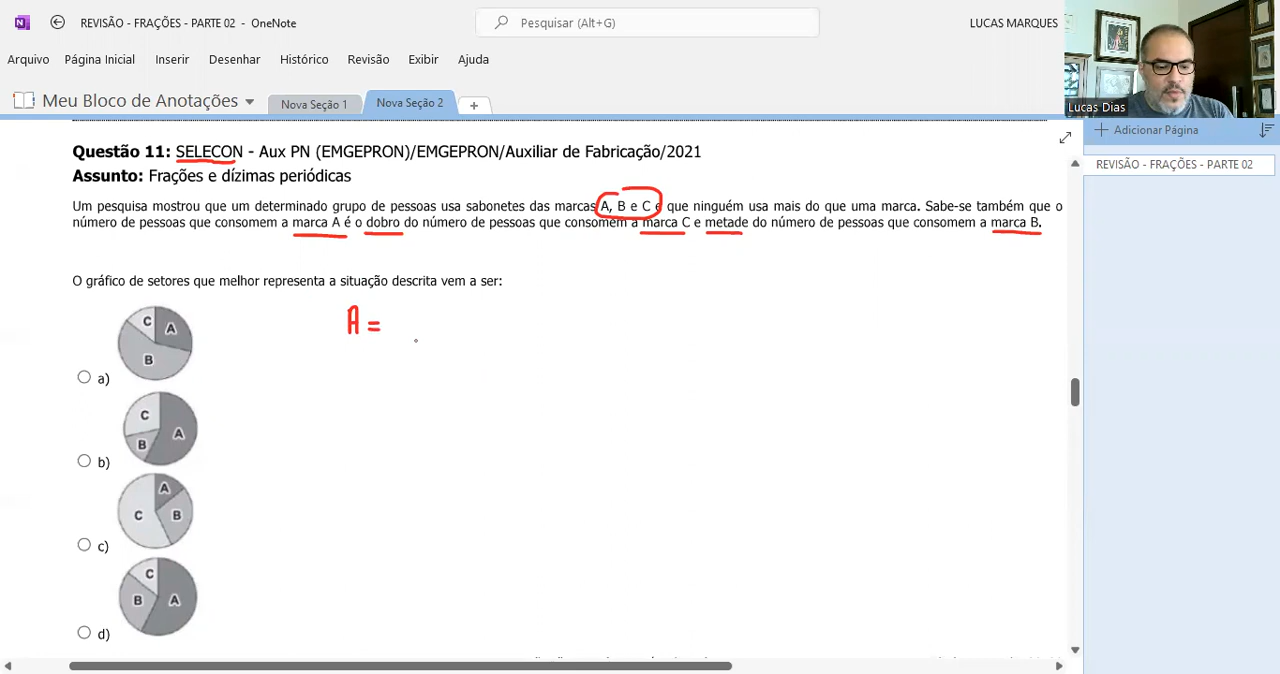 REVISÃO - FRAÇÕES - PARTE 02 - OneNote
Pesquisar (Alt+G)
LUCAS MARQUES
Arquivo Página Inicial Inserir Desenhar Histórico Revisão Exibir Ajuda
Lucas Dias
Meu Bloco de Anotações
Nova Seção 1
Nova Seção 2
+
Adicionar Página
REVISÃO - FRAÇÕES - PARTE 02
Questão 11: SELECON - Aux PN (EMGEPRON)/EMGEPRON/Auxiliar de Fabricação/2021
Assunto: Frações e dízimas periódicas
Um pesquisa mostrou que um determinado grupo de pessoas usa sabonetes das marcas A, B e C e que ninguém usa mais do que uma marca. Sabe-se também que o
número de pessoas que consomem a marca A é o dobro do número de pessoas que consomem a marca C e metade do número de pessoas que consomem a marca B.
O gráfico de setores que melhor representa a situação descrita vem a ser:
A =
C A
B
a)
C
A
B
b)
A
C B
c)
C
B A
d)